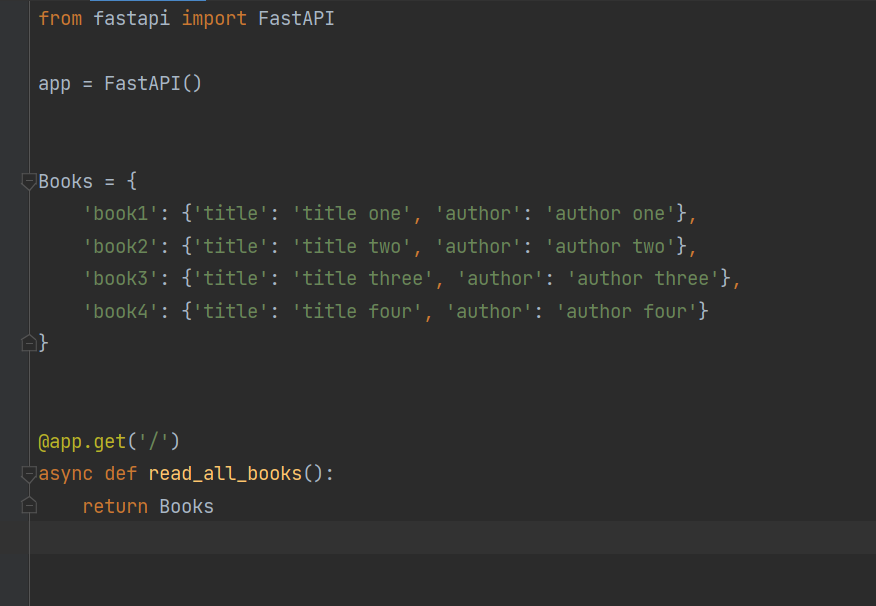 from fastapi import FastAPI
app = FastAPI()
Books = {
    'book1': {'title': 'title one', 'author': 'author one'},
    'book2': {'title': 'title two', 'author': 'author two'},
    'book3': {'title': 'title three', 'author': 'author three'},
    'book4': {'title': 'title four', 'author': 'author four'}
}
@app.get('/')
async def read_all_books():
    return Books